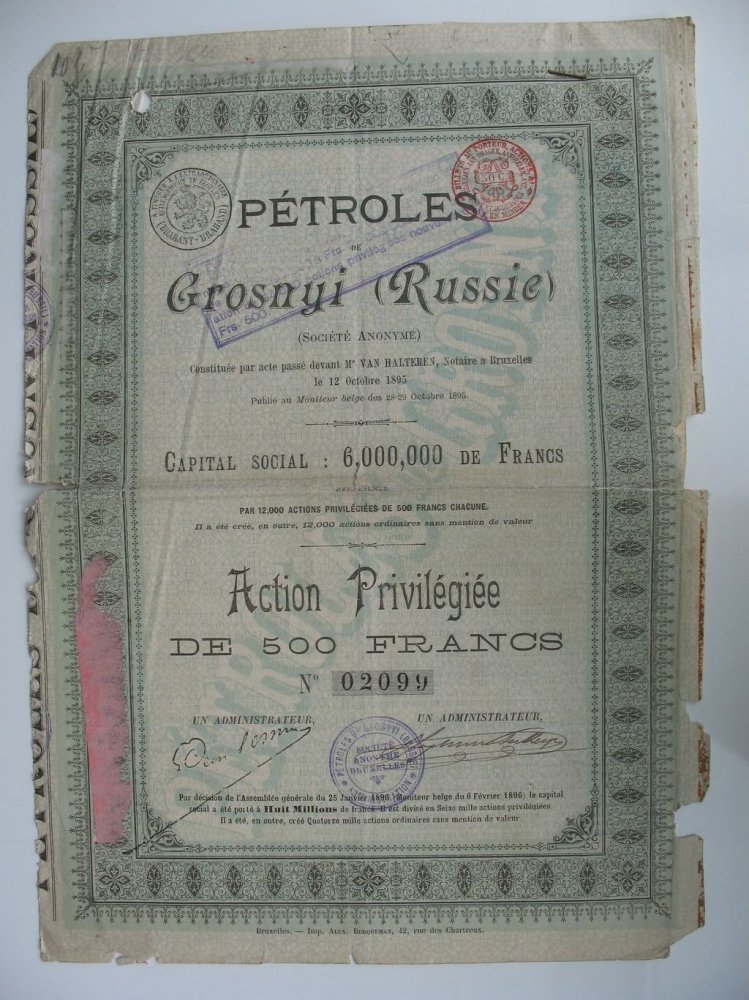 PÉTROLES
DE
Grosnyi (Russie)
(SOCIÉTÉ ANONYME)
Constituée par acte passé devant Mᵉ VAN HALTEREN, Notaire à Bruxelles
le 12 Octobre 1895
Publié au Moniteur belge des 28-29 Octobre 1895.
CAPITAL SOCIAL : 6,000,000 DE FRANCS
REPRÉSENTÉ
PAR 12,000 ACTIONS PRIVILÉGIÉES DE 500 FRANCS CHACUNE.
Il a été créé, en outre, 12,000 actions ordinaires sans mention de valeur
Action Privilégiée
DE 500 FRANCS
Nº 02099
UN ADMINISTRATEUR, UN ADMINISTRATEUR,
SOCIÉTÉ
ANONYME
BRUXELLES
Par décision de l'Assemblée générale du 25 Janvier 1896 (Moniteur belge du 6 Février 1896) le capital
social a été porté à Huit Millions de francs. Il est divisé en Seize mille actions privilégiées
Il a été, en outre, créé Quatorze mille actions ordinaires sans mention de valeur
Bruxelles. — Imp. ALEX. BERQUEMAN, 42, rue des Chartreux.